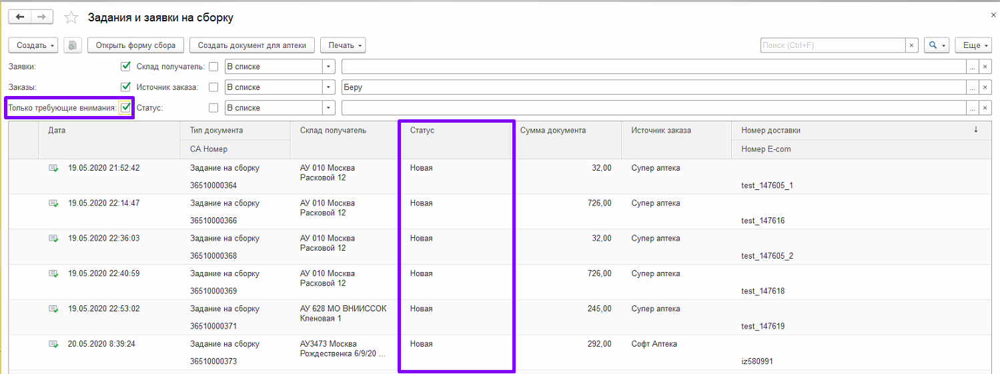 Задания и заявки на сборку
Создать Открыть форму сбора Создать документ для аптеки Печать Поиск (Ctrl+F) Еще
Заявки: Склад получатель: В списке
Заказы: Источник заказа: В списке Беру
Только требующие внимания: Статус: В списке
Дата Тип документа Склад получатель Статус Сумма документа Источник заказа Номер доставки
СА Номер Номер E-com
19.05.2020 21:52:42 Задание на сборку АУ 010 Москва Новая 32,00 Супер аптека
Расковой 12
36510000364 test_147605_1
19.05.2020 22:14:47 Задание на сборку АУ 010 Москва Новая 726,00 Супер аптека
Расковой 12
36510000366 test_147616
19.05.2020 22:36:03 Задание на сборку АУ 010 Москва Новая 32,00 Супер аптека
Расковой 12
36510000368 test_147605_2
19.05.2020 22:40:59 Задание на сборку АУ 010 Москва Новая 726,00 Супер аптека
Расковой 12
36510000369 test_147618
19.05.2020 22:53:02 Задание на сборку АУ 628 МО ВНИИССОК Новая 245,00 Супер аптека
Кленовая 1
36510000371 test_147619
20.05.2020 8:39:24 Задание на сборку АУ3473 Москва Новая 292,00 Софт Аптека
Рождественка 6/9/20 ...
36510000373 iz580991